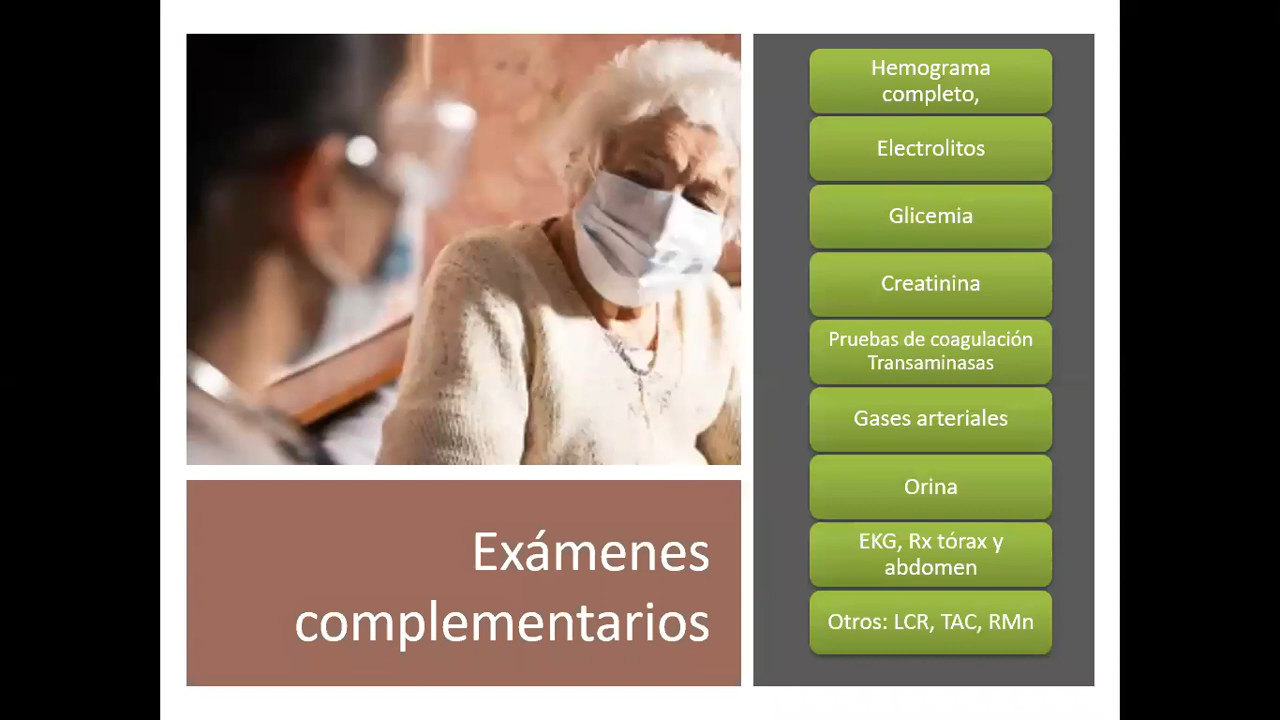 Exámenes
complementarios
Hemograma
completo,
Electrolitos
Glicemia
Creatinina
Pruebas de coagulación
Transaminasas
Gases arteriales
Orina
EKG, Rx tórax y
abdomen
Otros: LCR, TAC, RMn